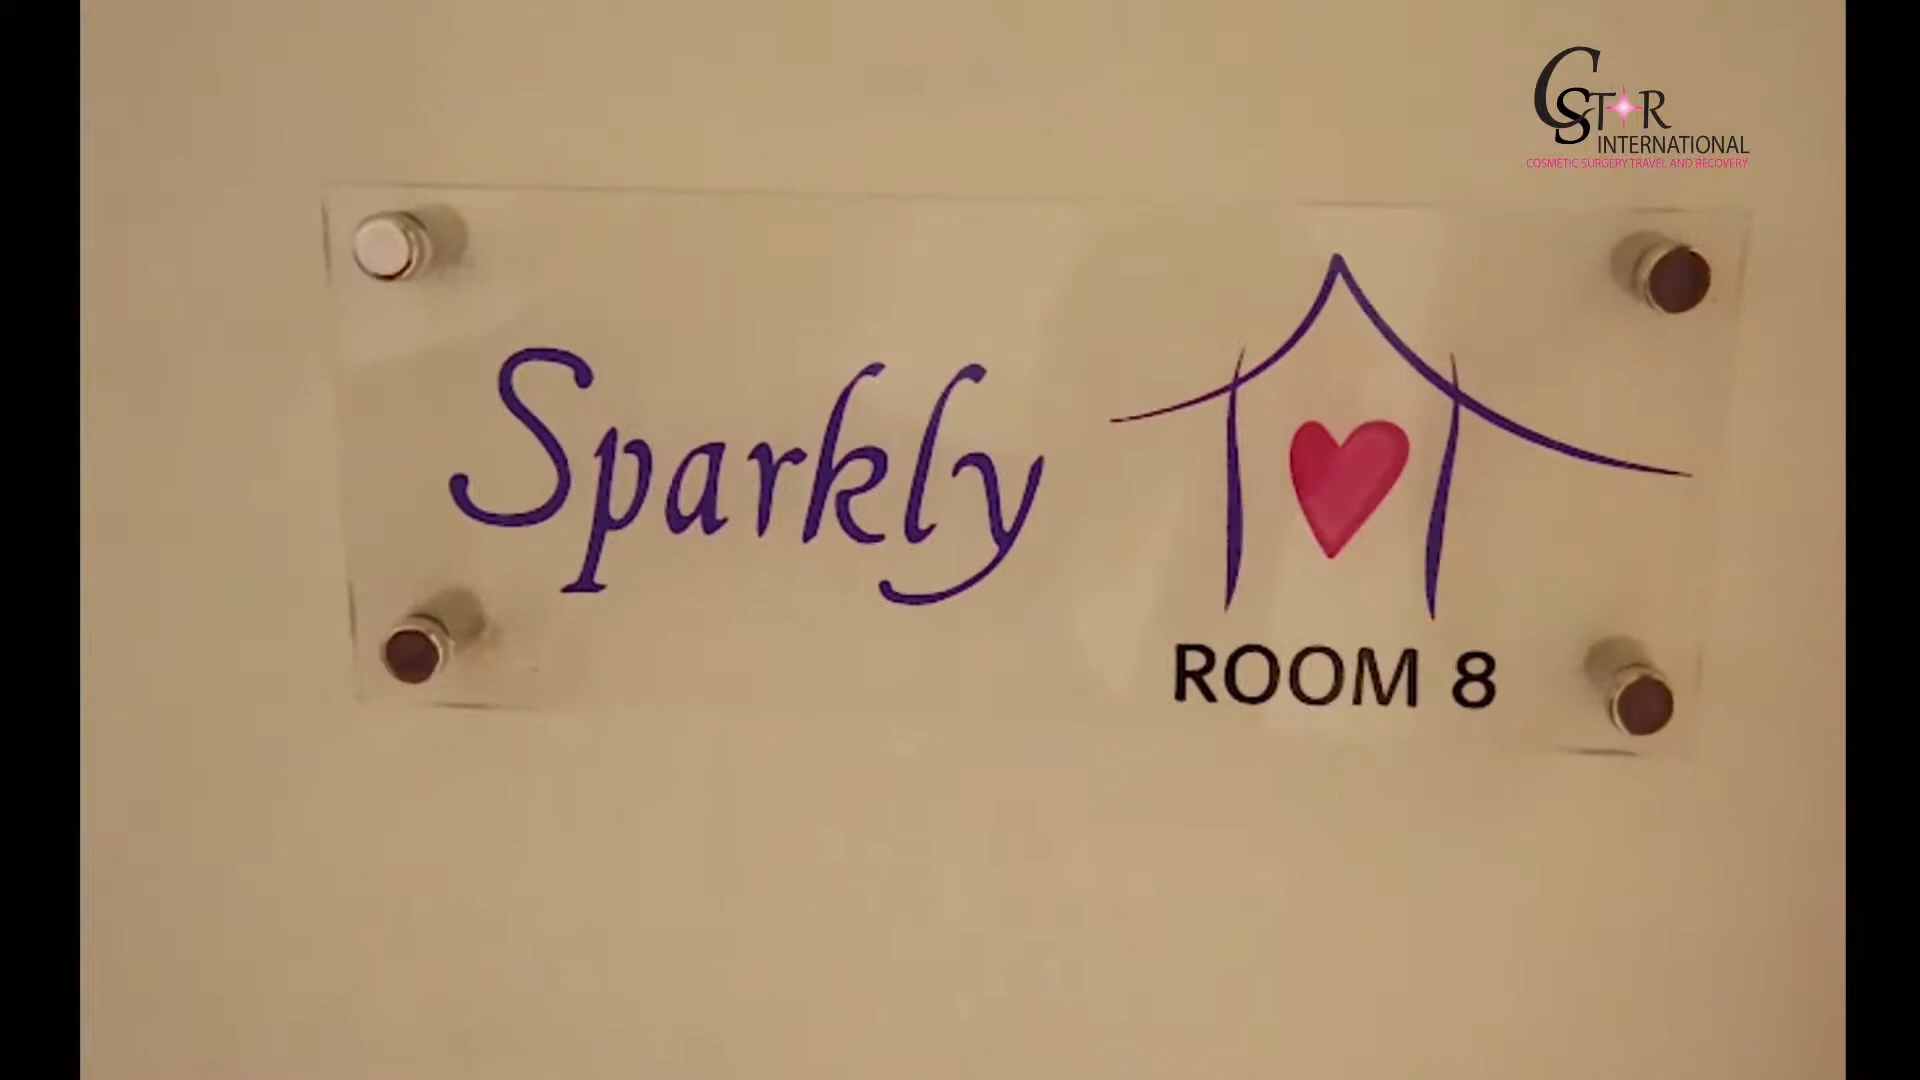 CSTAR
INTERNATIONAL
COSMETIC SURGERY TRAVEL AND RECOVERY
Sparkly
ROOM 8